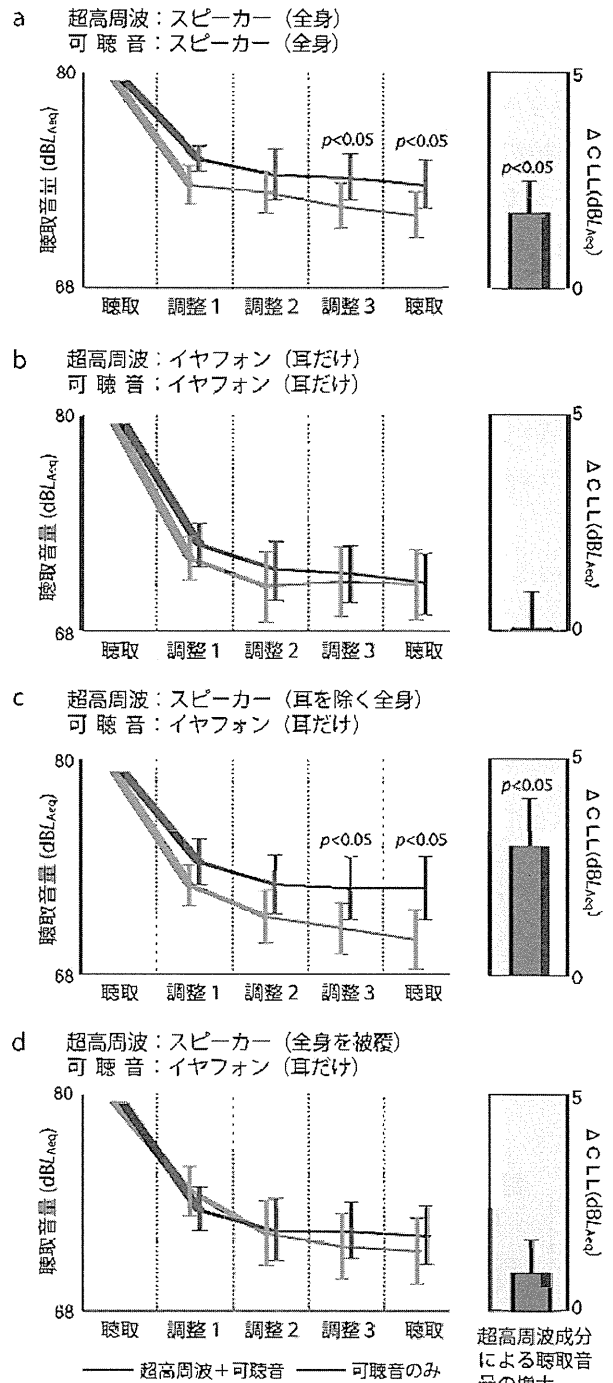 a 超高周波：スピーカー（全身）
可 聴 音：スピーカー（全身）
80
68
聴取音量 (dBLAeq)
p<0.05 p<0.05
聴取 調整1 調整2 調整3 聴取
p<0.05
5
0
ΔCLL(dBLAeq)
b 超高周波：イヤフォン（耳だけ）
可 聴 音：イヤフォン（耳だけ）
80
68
聴取音量 (dBLAeq)
聴取 調整1 調整2 調整3 聴取
5
0
ΔCLL(dBLAeq)
c 超高周波：スピーカー（耳を除く全身）
可 聴 音：イヤフォン（耳だけ）
80
68
聴取音量 (dBLAeq)
p<0.05 p<0.05
聴取 調整1 調整2 調整3 聴取
p<0.05
5
0
ΔCLL(dBLAeq)
d 超高周波：スピーカー（全身を被覆）
可 聴 音：イヤフォン（耳だけ）
80
68
聴取音量 (dBLAeq)
聴取 調整1 調整2 調整3 聴取
5
0
ΔCLL(dBLAeq)
超高周波＋可聴音 可聴音のみ
超高周波成分
による聴取音